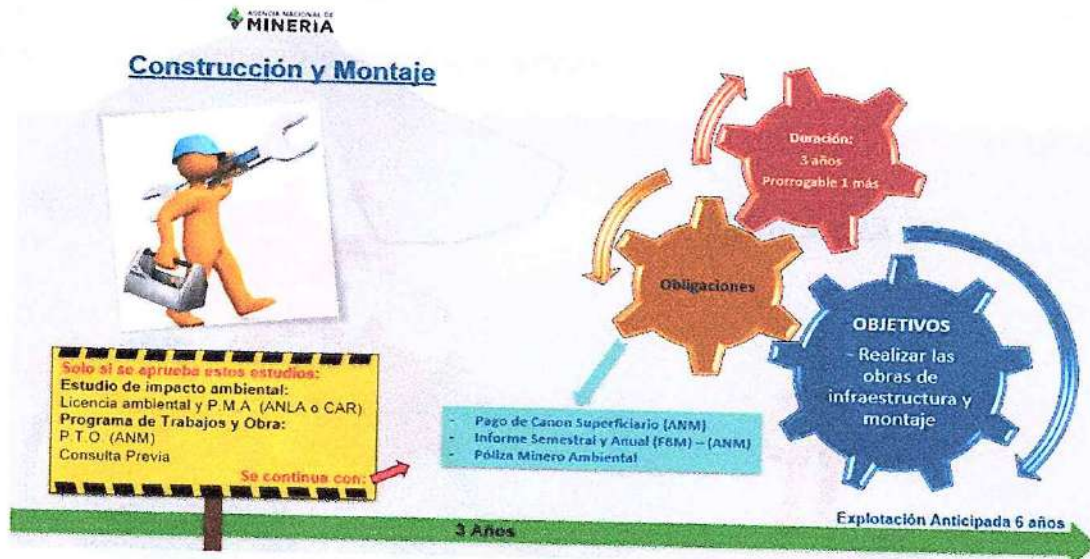 AGENCIA NACIONAL DE
MINERÍA
Construcción y Montaje
Duración:
3 años
Prorrogable 1 más
Obligaciones
OBJETIVOS
- Realizar las
obras de
infraestructura y
montaje
Solo si se aprueba estos estudios:
Estudio de impacto ambiental:
Licencia ambiental y P.M.A. (ANLA o CAR)
Programa de Trabajos y Obra:
P.T.O. (ANM)
Consulta Previa
Se continua con:
- Pago de Canon Superficiario (ANM)
- Informe Semestral y Anual (FBM) – (ANM)
- Póliza Minero Ambiental
3 Años
Explotación Anticipada 6 años